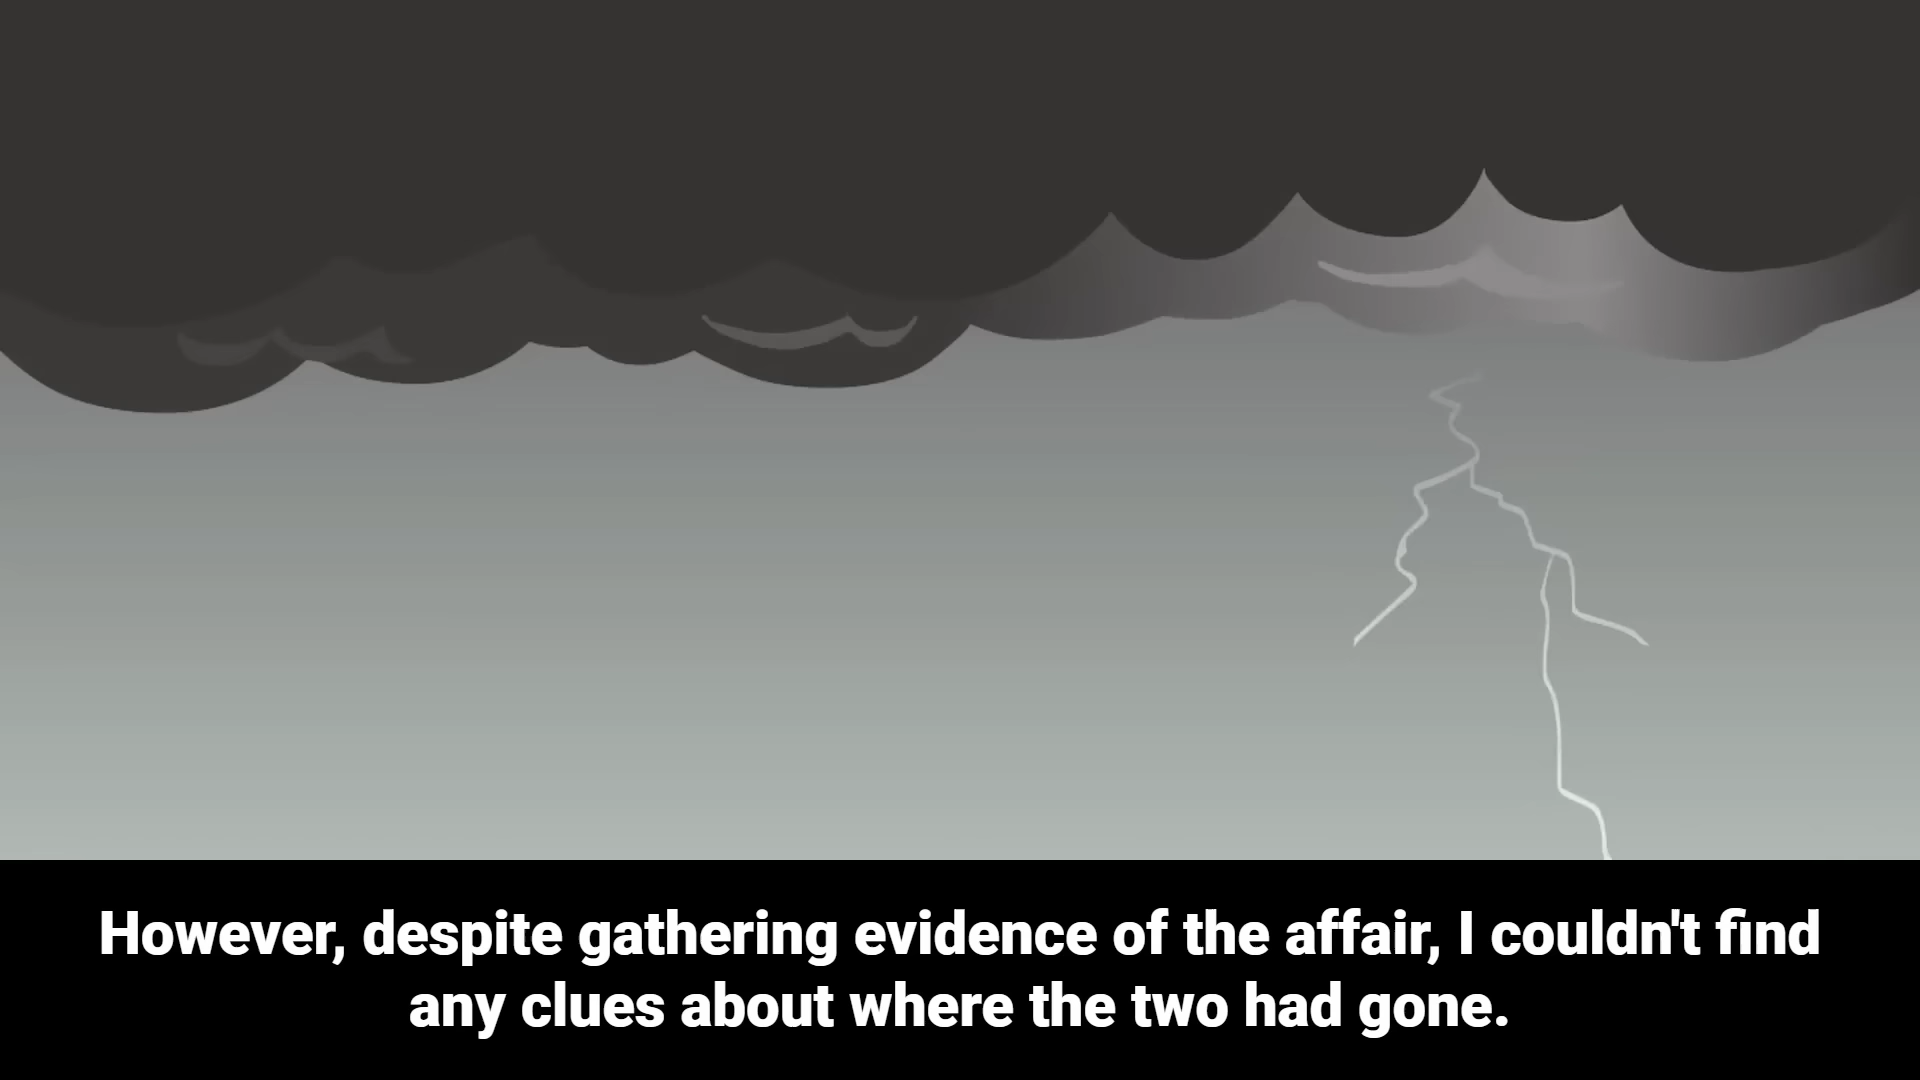 However, despite gathering evidence of the affair, I couldn't find
any clues about where the two had gone.